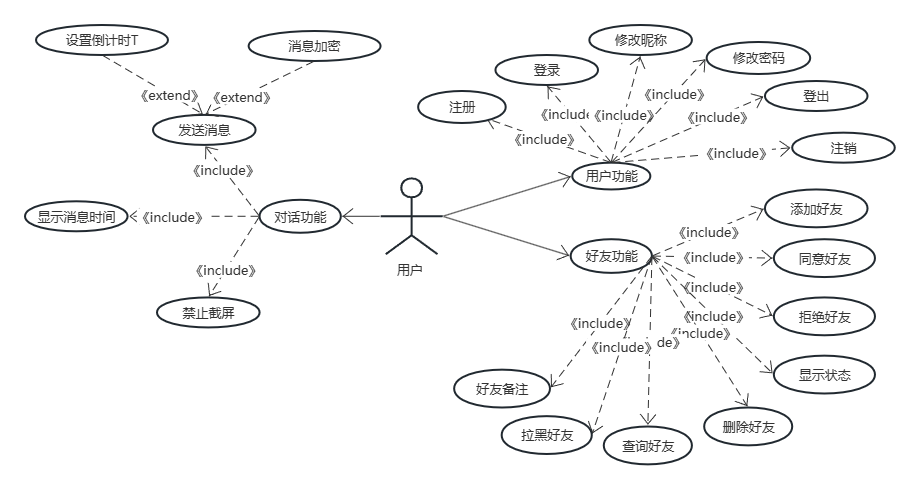 设置倒计时T
消息加密
修改昵称
修改密码
登录
登出
注册
《extend》
《extend》
《include》
《include》
《include》
《include》
《include》
发送消息
《include》
注销
《include》
《include》
用户功能
显示消息时间
《include》
对话功能
添加好友
《include》
好友功能
《include》
同意好友
《include》
用户
《include》
禁止截屏
《include》
拒绝好友
《include》
《include》
《include》
de》
显示状态
好友备注
拉黑好友
查询好友
删除好友